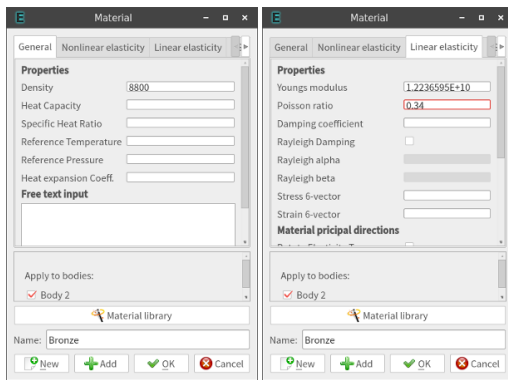 Material
General Nonlinear elasticity Linear elasticity
Properties
Density 8800
Heat Capacity
Specific Heat Ratio
Reference Temperature
Reference Pressure
Heat expansion Coeff.
Free text input
Apply to bodies:
Body 2
Material library
Name: Bronze
New Add OK Cancel
Material
General Nonlinear elasticity Linear elasticity
Properties
Youngs modulus 1.2236595E+10
Poisson ratio 0.34
Damping coefficient
Rayleigh Damping
Rayleigh alpha
Rayleigh beta
Stress 6-vector
Strain 6-vector
Material pricipal directions
Apply to bodies:
Body 2
Material library
Name: Bronze
New Add OK Cancel